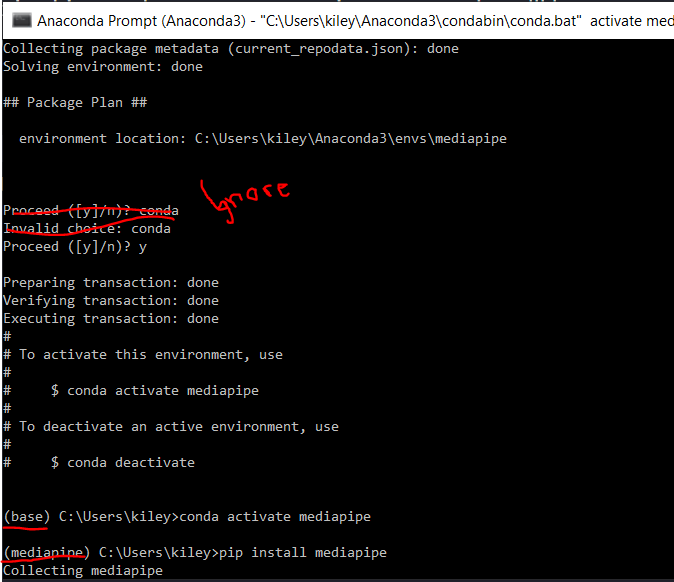 Anaconda Prompt (Anaconda3) - "C:\Users\kiley\Anaconda3\condabin\conda.bat"  activate med
Collecting package metadata (current_repodata.json): done
Solving environment: done
## Package Plan ##
environment location: C:\Users\kiley\Anaconda3\envs\mediapipe
Ignore
Proceed ([y]/n)? conda
Invalid choice: conda
Proceed ([y]/n)? y
Preparing transaction: done
Verifying transaction: done
Executing transaction: done
#
# To activate this environment, use
#
#     $ conda activate mediapipe
#
# To deactivate an active environment, use
#
#     $ conda deactivate
(base) C:\Users\kiley>conda activate mediapipe
(mediapipe) C:\Users\kiley>pip install mediapipe
Collecting mediapipe